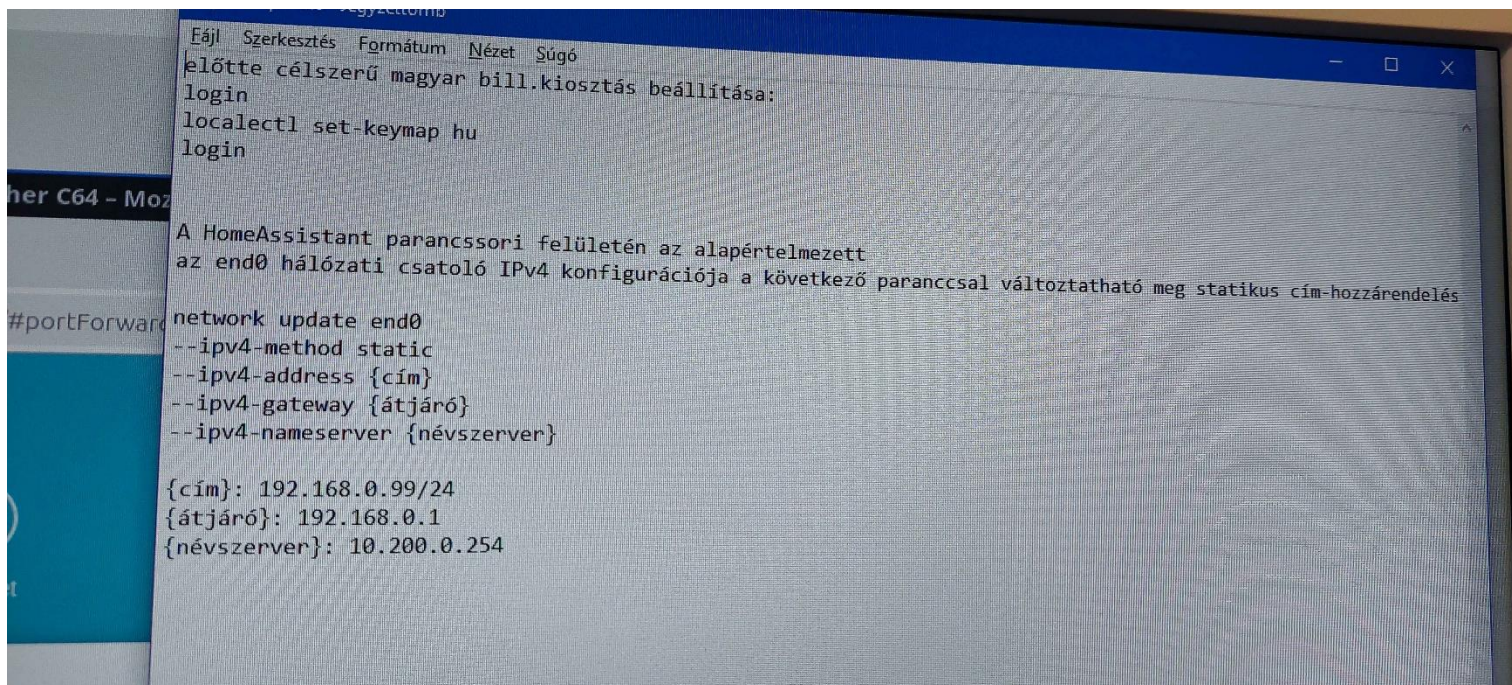 Fájl Szerkesztés Formátum Nézet Súgó
előtte célszerű magyar bill.kiosztás beállítása:
login
localectl set-keymap hu
login
her C64 – Moz
A HomeAssistant parancssori felületén az alapértelmezett
az end0 hálózati csatoló IPv4 konfigurációja a következő paranccsal változtatható meg statikus cím-hozzárendelés
#portForward
network update end0
--ipv4-method static
--ipv4-address {cím}
--ipv4-gateway {átjáró}
--ipv4-nameserver {névszerver}
{cím}: 192.168.0.99/24
{átjáró}: 192.168.0.1
{névszerver}: 10.200.0.254